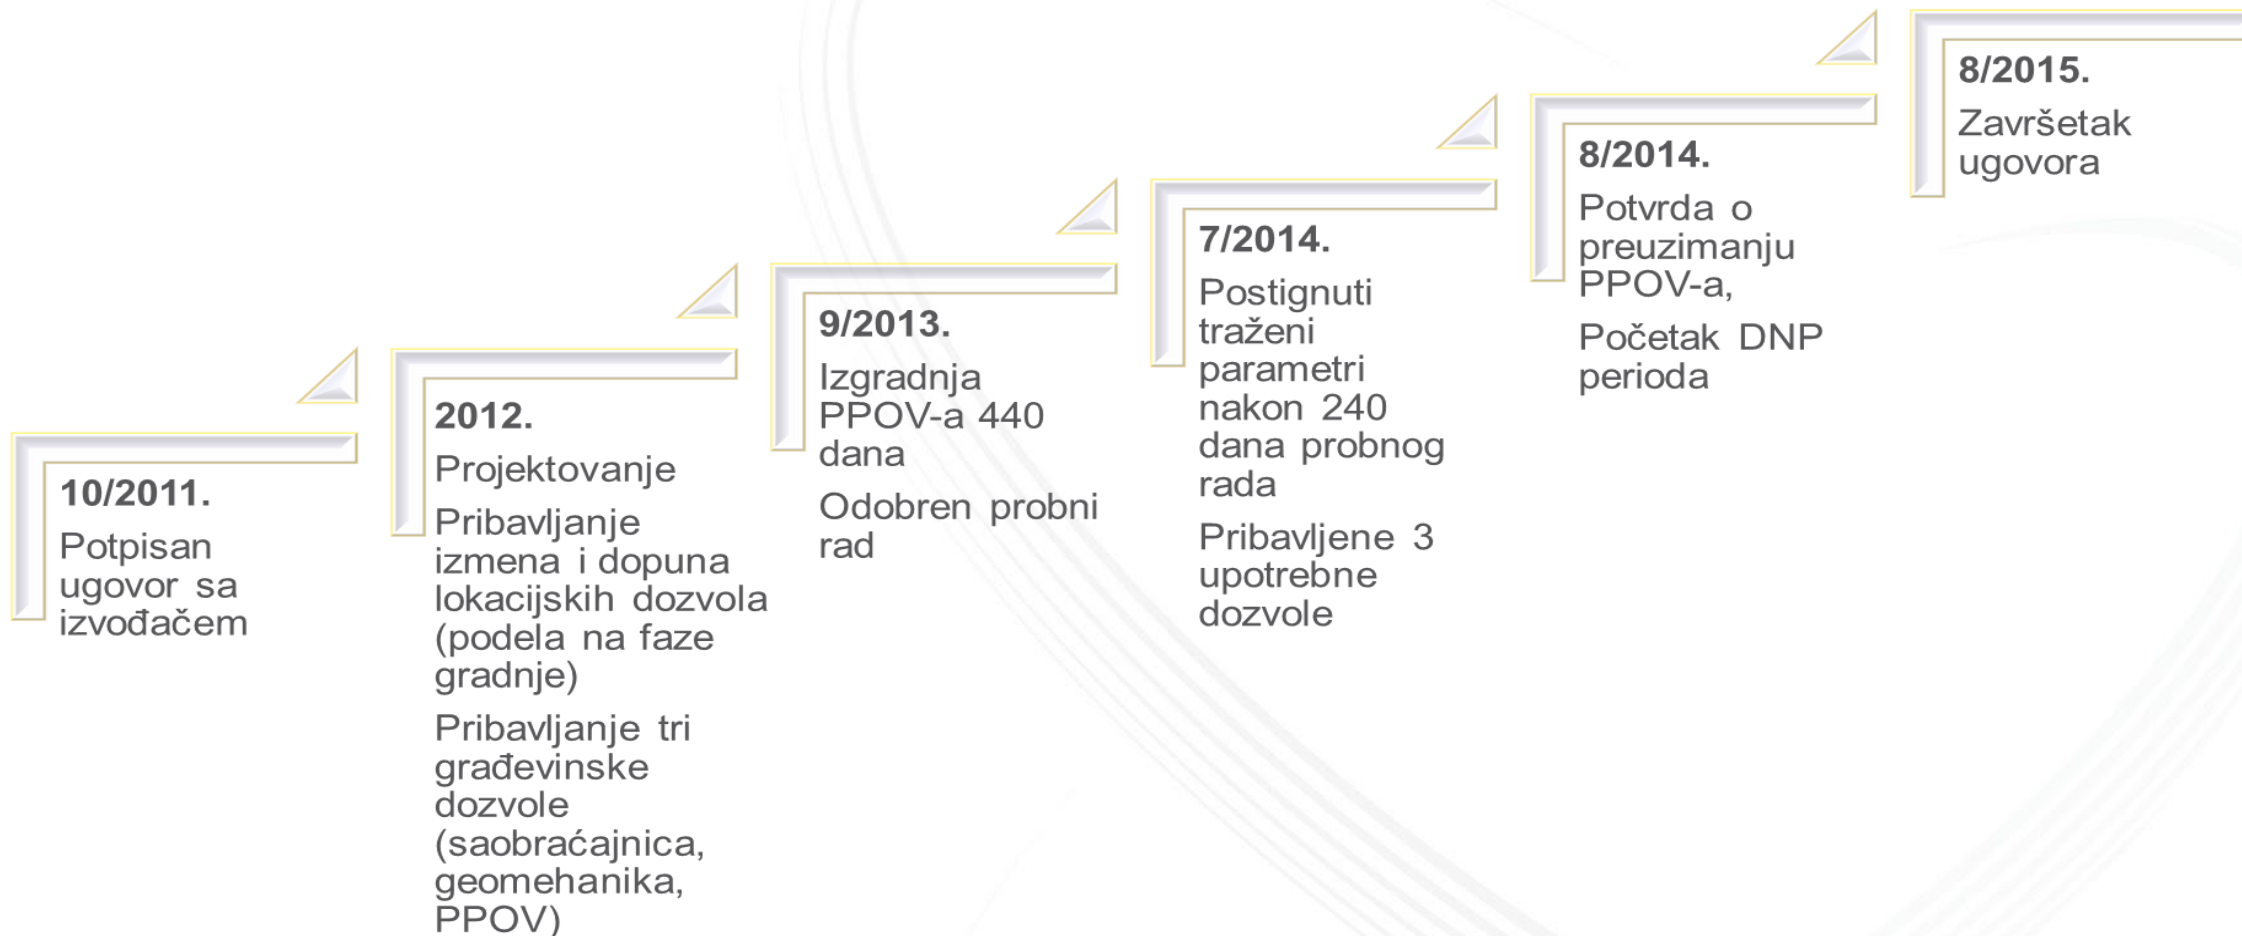 10/2011.
Potpisan
ugovor sa
izvođačem
2012.
Projektovanje
Pribavljanje
izmena i dopuna
lokacijskih dozvola
(podela na faze
gradnje)
Pribavljanje tri
građevinske
dozvole
(saobraćajnica,
geomehanika,
PPOV)
9/2013.
Izgradnja
PPOV-a 440
dana
Odobren probni
rad
7/2014.
Postignuti
traženi
parametri
nakon 240
dana probnog
rada
Pribavljene 3
upotrebne
dozvole
8/2014.
Potvrda o
preuzimanju
PPOV-a,
Početak DNP
perioda
8/2015.
Završetak
ugovora